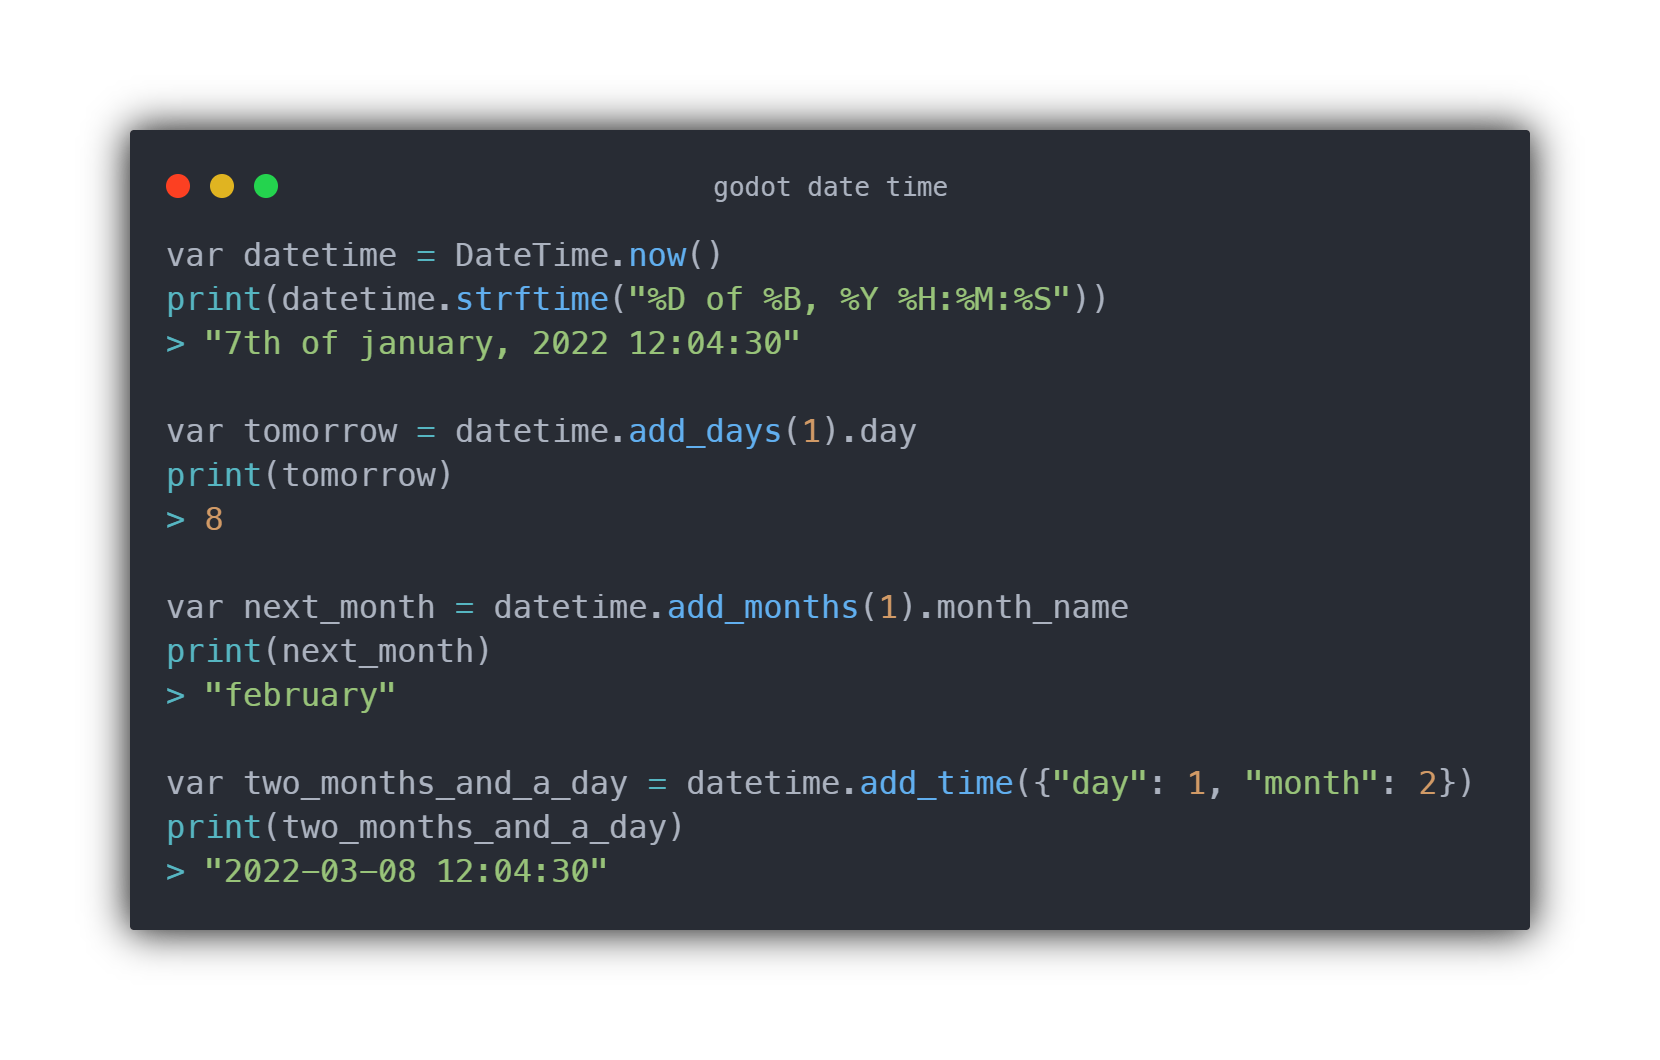 godot date time
var datetime = DateTime.now()
print(datetime.strftime("%D of %B, %Y %H:%M:%S"))
> "7th of january, 2022 12:04:30"
var tomorrow = datetime.add_days(1).day
print(tomorrow)
> 8
var next_month = datetime.add_months(1).month_name
print(next_month)
> "february"
var two_months_and_a_day = datetime.add_time({"day": 1, "month": 2})
print(two_months_and_a_day)
> "2022-03-08 12:04:30"